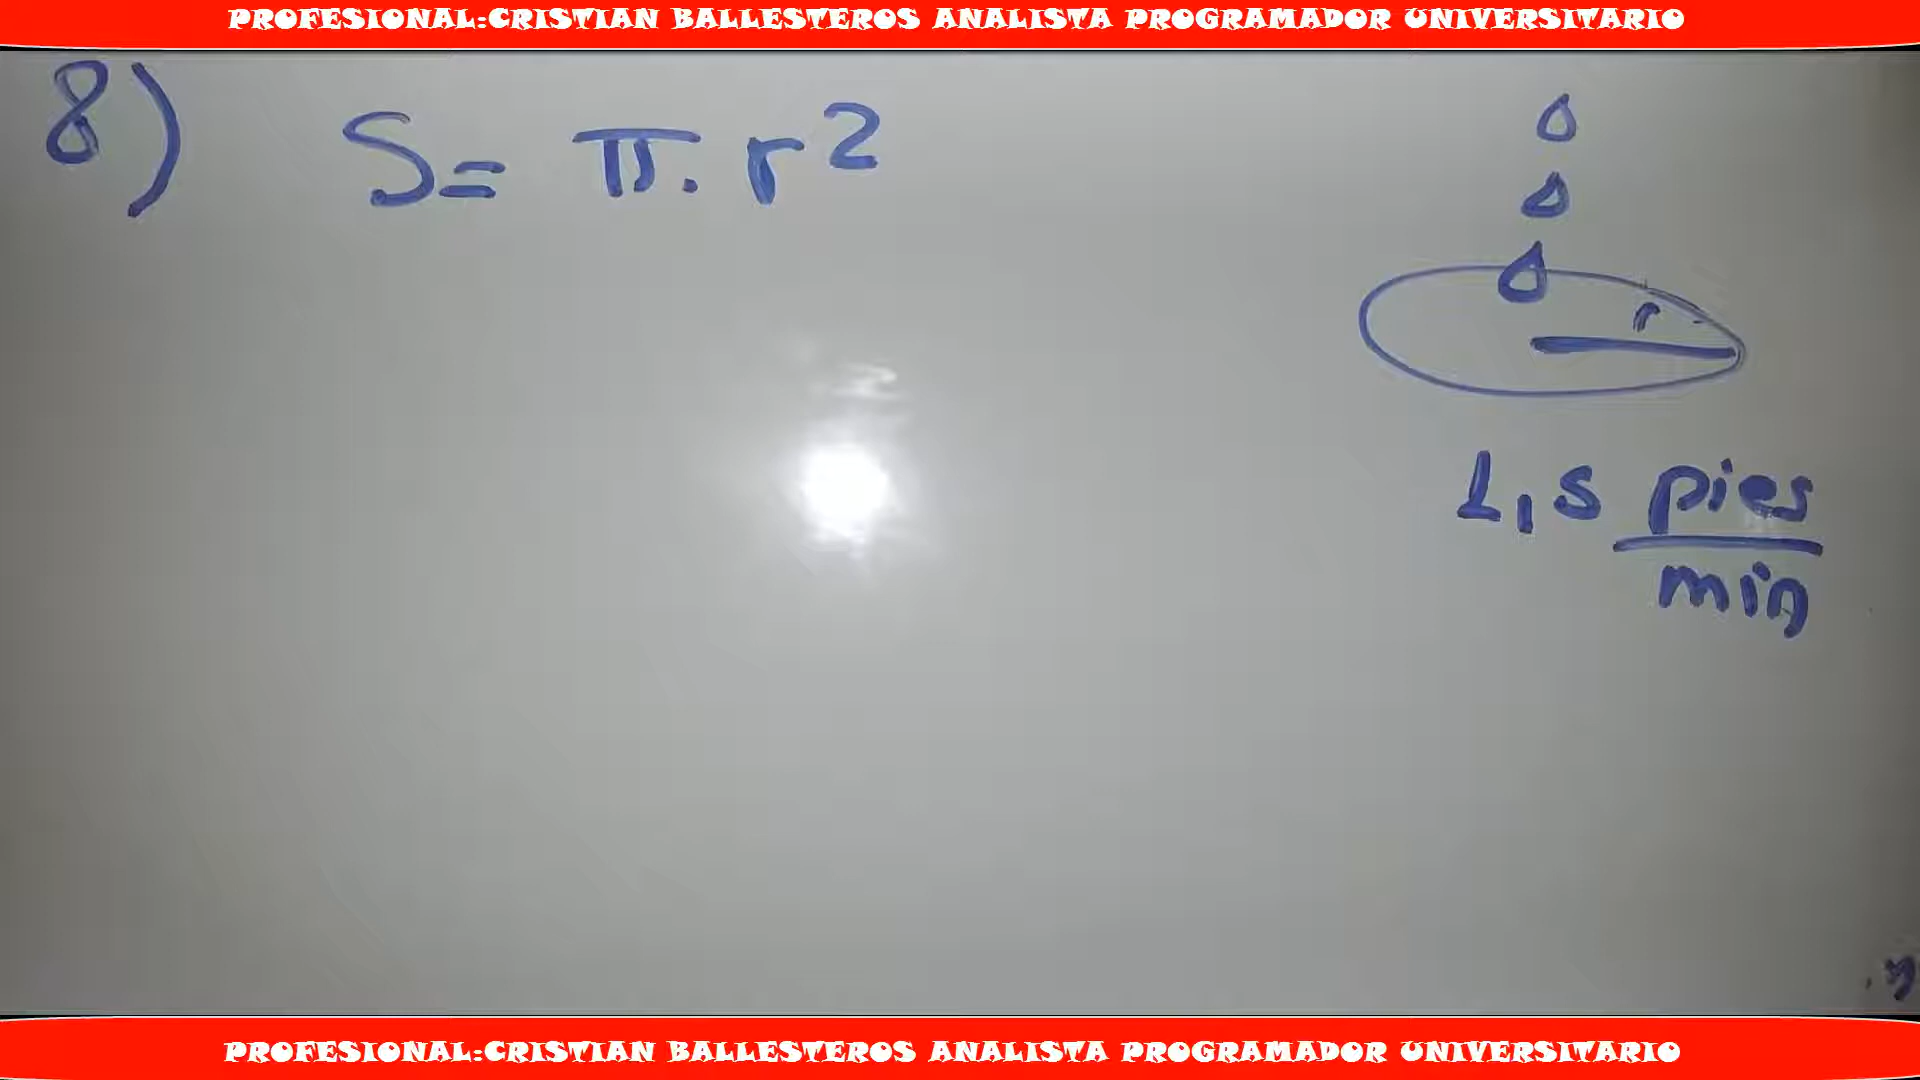 PROFESIONAL:CRISTIAN BALLESTEROS ANALISTA PROGRAMADOR UNIVERSITARIO
8) S= π. r²
r
1,5 pies
min
PROFESIONAL:CRISTIAN BALLESTEROS ANALISTA PROGRAMADOR UNIVERSITARIO